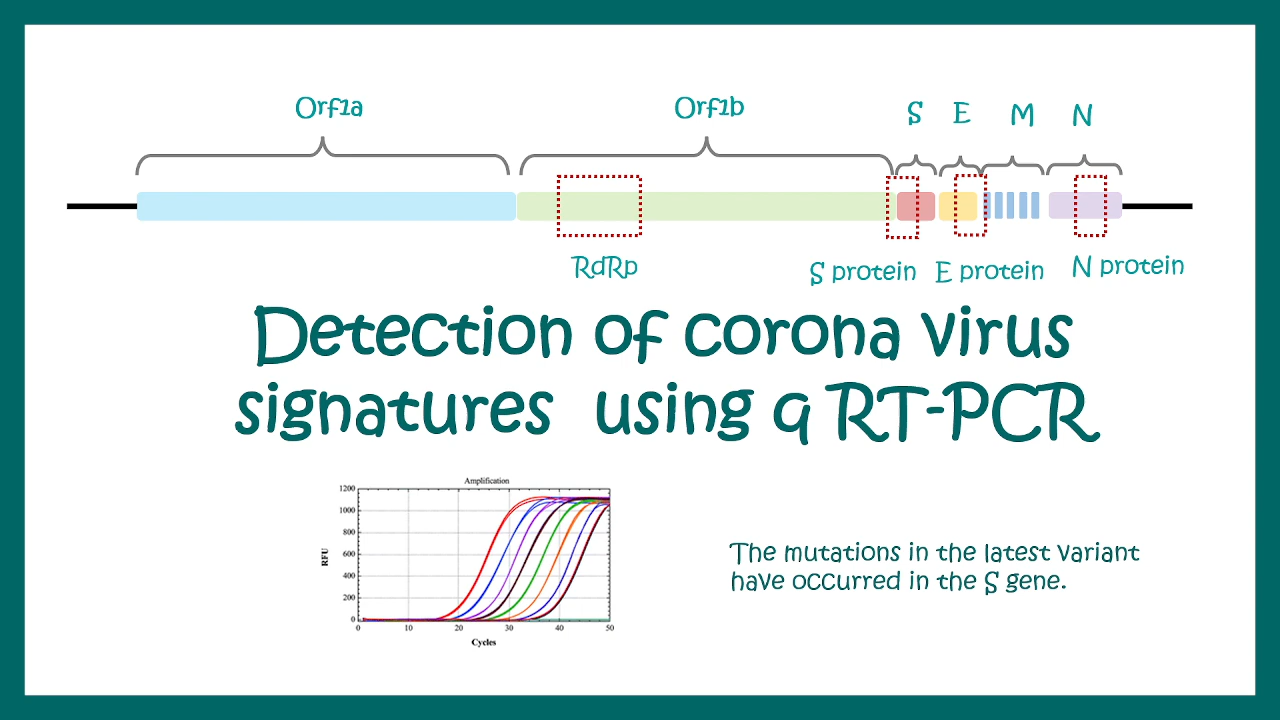 Orf1a Orf1b S E M N
RdRp S protein E protein N protein
Detection of corona virus
signatures using q RT-PCR
Amplification
1200
1000
800
600
400
200
0
RFU
0 10 20 30 40 50
Cycles
The mutations in the latest variant
have occurred in the S gene.